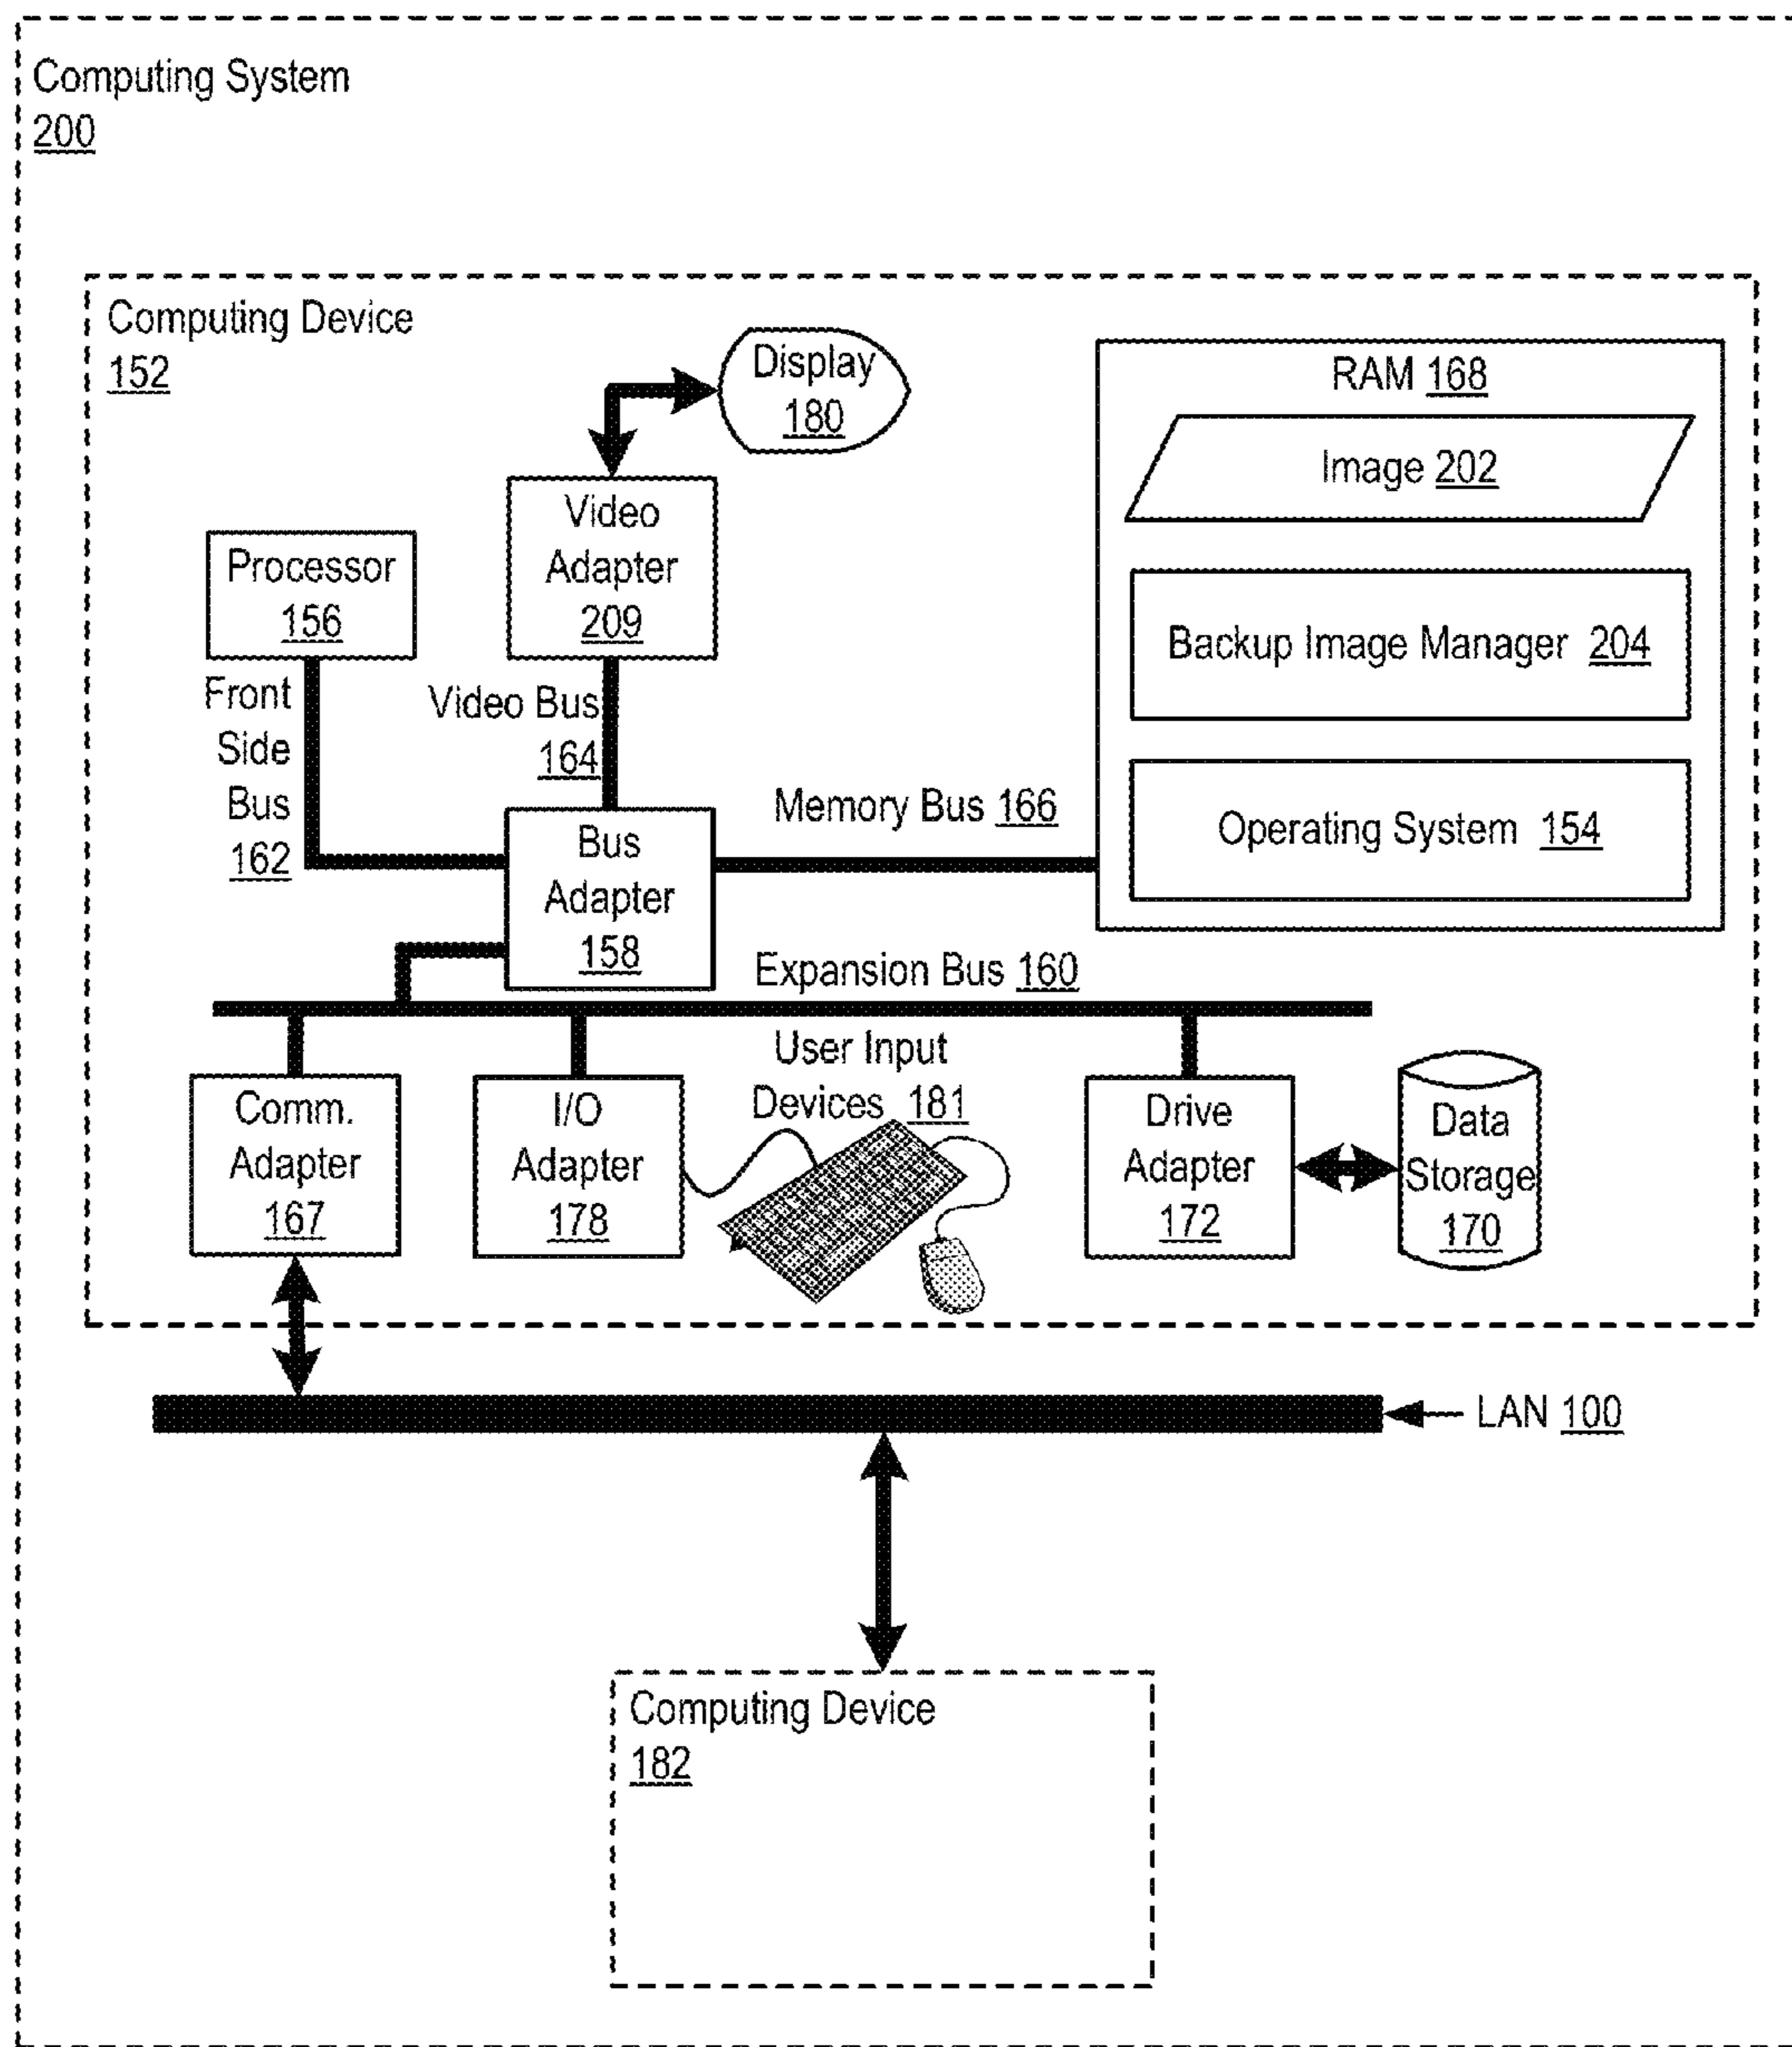 Computing System
200
Computing Device
152
Display
180
RAM 168
Image 202
Video
Adapter
209
Processor
156
Backup Image Manager 204
Front
Side
Bus
162
Video Bus
164
Memory Bus 166
Operating System 154
Bus
Adapter
158
Expansion Bus 160
User Input
Devices 181
Comm.
Adapter
167
I/O
Adapter
178
Drive
Adapter
172
Data
Storage
170
LAN 100
Computing Device
182